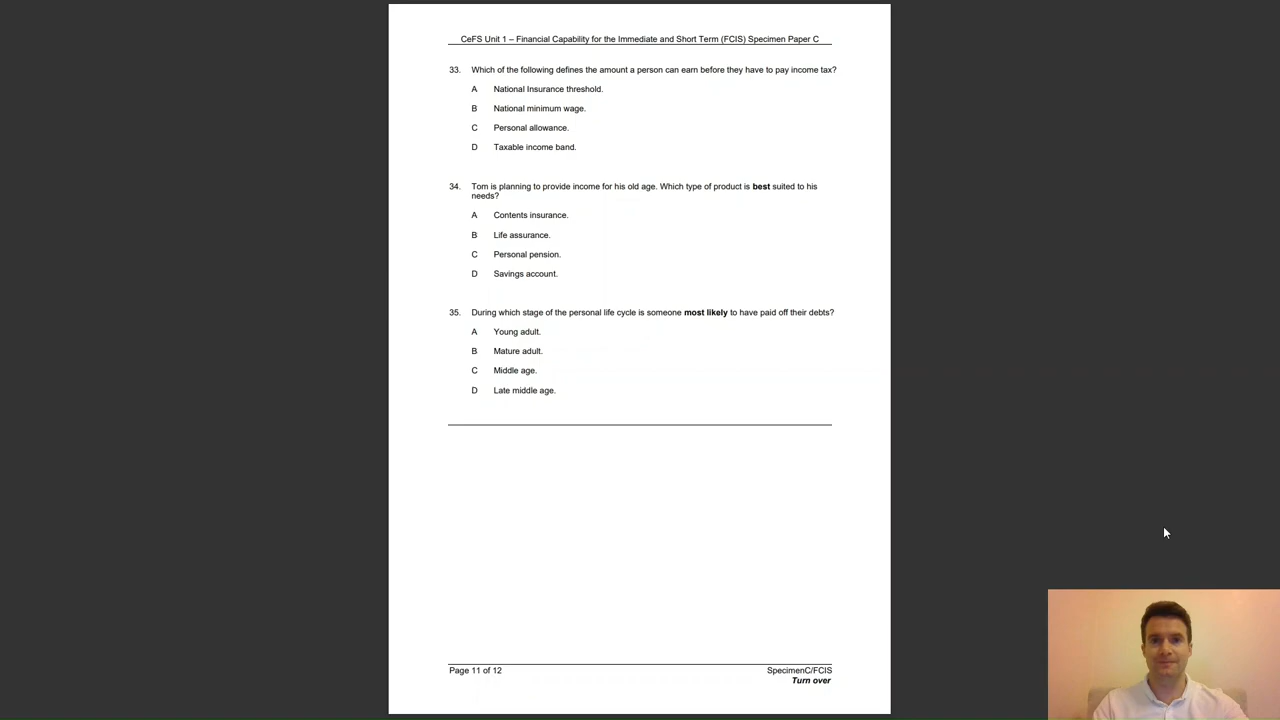 CeFS Unit 1 – Financial Capability for the Immediate and Short Term (FCIS) Specimen Paper C
33. Which of the following defines the amount a person can earn before they have to pay income tax?
A National Insurance threshold.
B National minimum wage.
C Personal allowance.
D Taxable income band.
34. Tom is planning to provide income for his old age. Which type of product is best suited to his
needs?
A Contents insurance.
B Life assurance.
C Personal pension.
D Savings account.
35. During which stage of the personal life cycle is someone most likely to have paid off their debts?
A Young adult.
B Mature adult.
C Middle age.
D Late middle age.
Page 11 of 12 SpecimenC/FCIS
Turn over